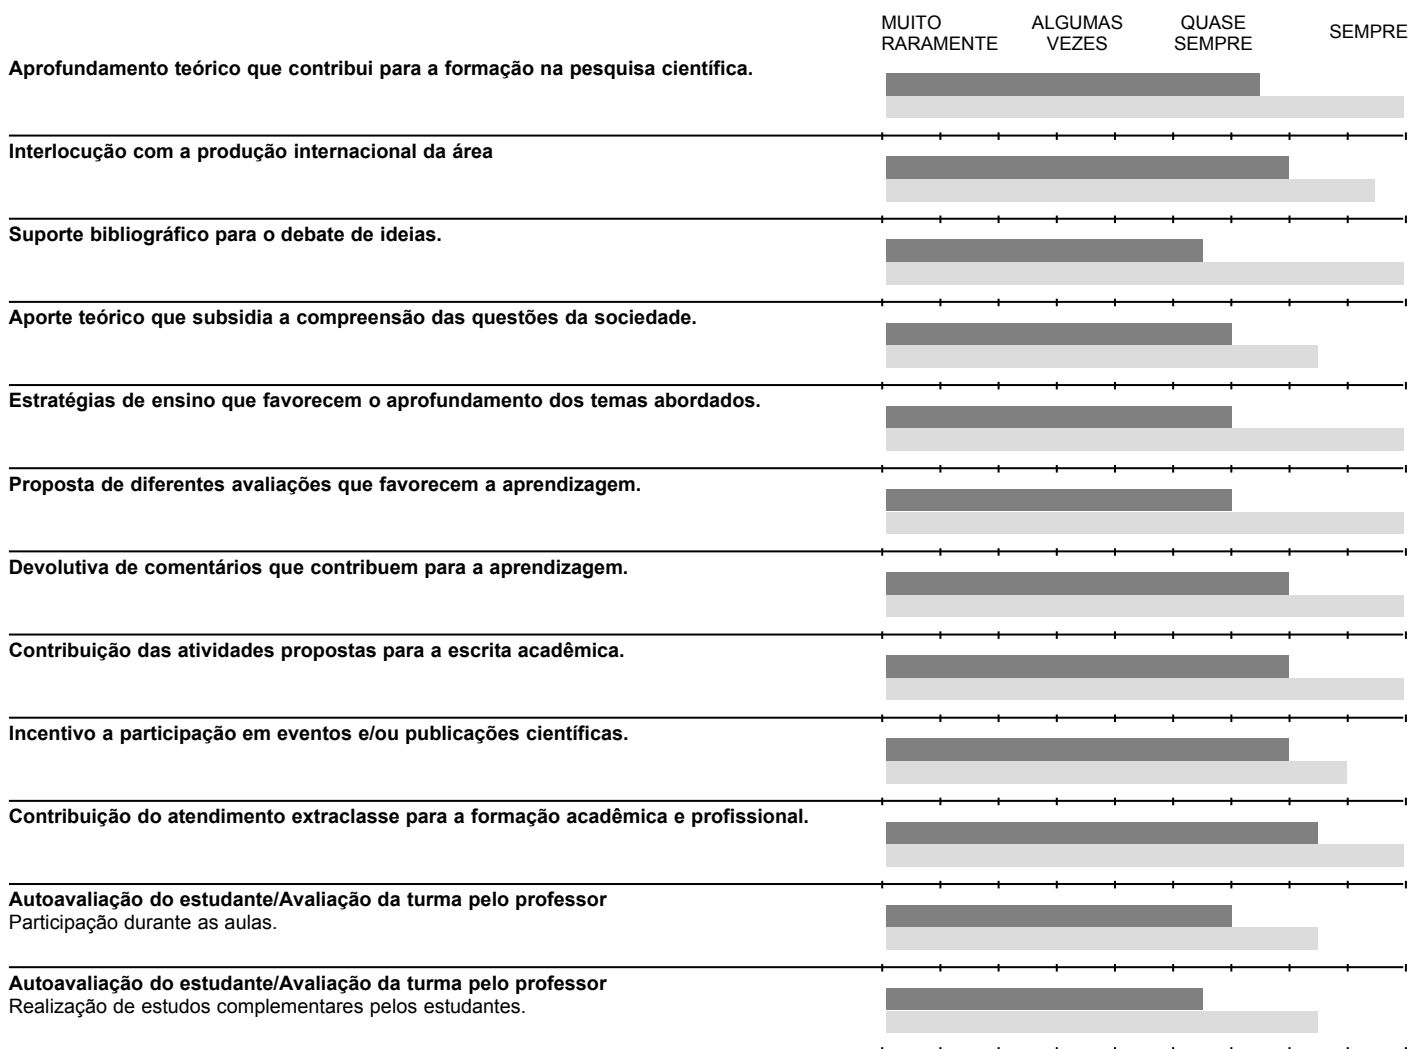 MUITO RARAMENTE
ALGUMAS VEZES
QUASE SEMPRE
SEMPRE
Aprofundamento teórico que contribui para a formação na pesquisa científica.
Interlocução com a produção internacional da área
Suporte bibliográfico para o debate de ideias.
Aporte teórico que subsidia a compreensão das questões da sociedade.
Estratégias de ensino que favorecem o aprofundamento dos temas abordados.
Proposta de diferentes avaliações que favorecem a aprendizagem.
Devolutiva de comentários que contribuem para a aprendizagem.
Contribuição das atividades propostas para a escrita acadêmica.
Incentivo a participação em eventos e/ou publicações científicas.
Contribuição do atendimento extraclasse para a formação acadêmica e profissional.
Autoavaliação do estudante/Avaliação da turma pelo professor
Participação durante as aulas.
Autoavaliação do estudante/Avaliação da turma pelo professor
Realização de estudos complementares pelos estudantes.